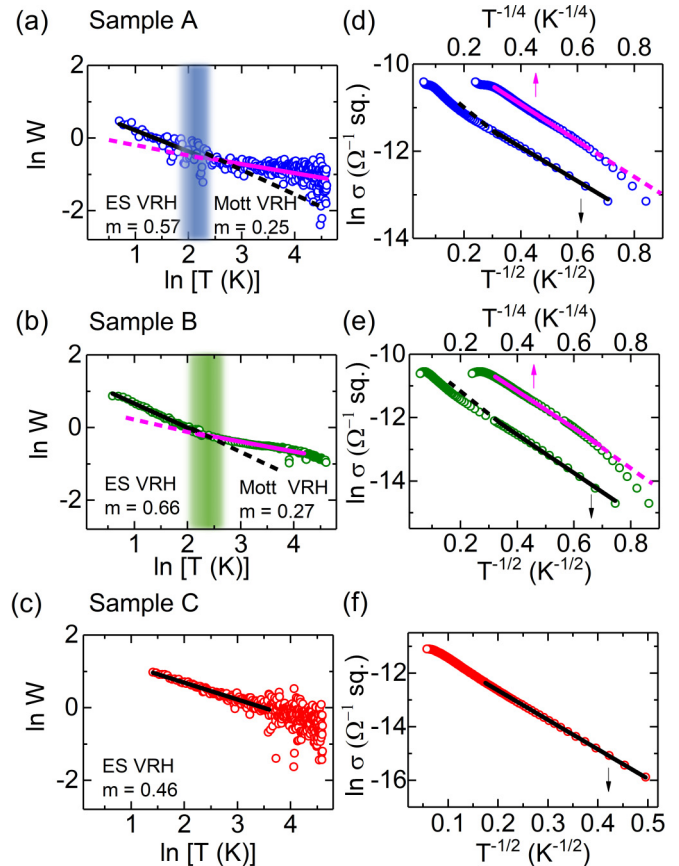 (a) Sample A
2
0
-2
ln W
ES VRH Mott VRH
m = 0.57 m = 0.25
1 2 3 4
ln [T (K)]
(d)
T-1/4 (K-1/4)
0.2 0.4 0.6 0.8
-10
-12
-14
ln σ (Ω−1 sq.)
0.2 0.4 0.6 0.8
T-1/2 (K-1/2)
(b) Sample B
2
0
-2
ln W
ES VRH Mott VRH
m = 0.66 m = 0.27
1 2 3 4
ln [T (K)]
(e)
T-1/4 (K-1/4)
0.2 0.4 0.6 0.8
-10
-12
-14
ln σ (Ω−1 sq.)
0.2 0.4 0.6 0.8
T-1/2 (K-1/2)
(c) Sample C
2
0
-2
ln W
ES VRH
m = 0.46
1 2 3 4
ln [T (K)]
(f)
-12
-14
-16
ln σ (Ω−1 sq.)
0.1 0.2 0.3 0.4 0.5
T-1/2 (K-1/2)